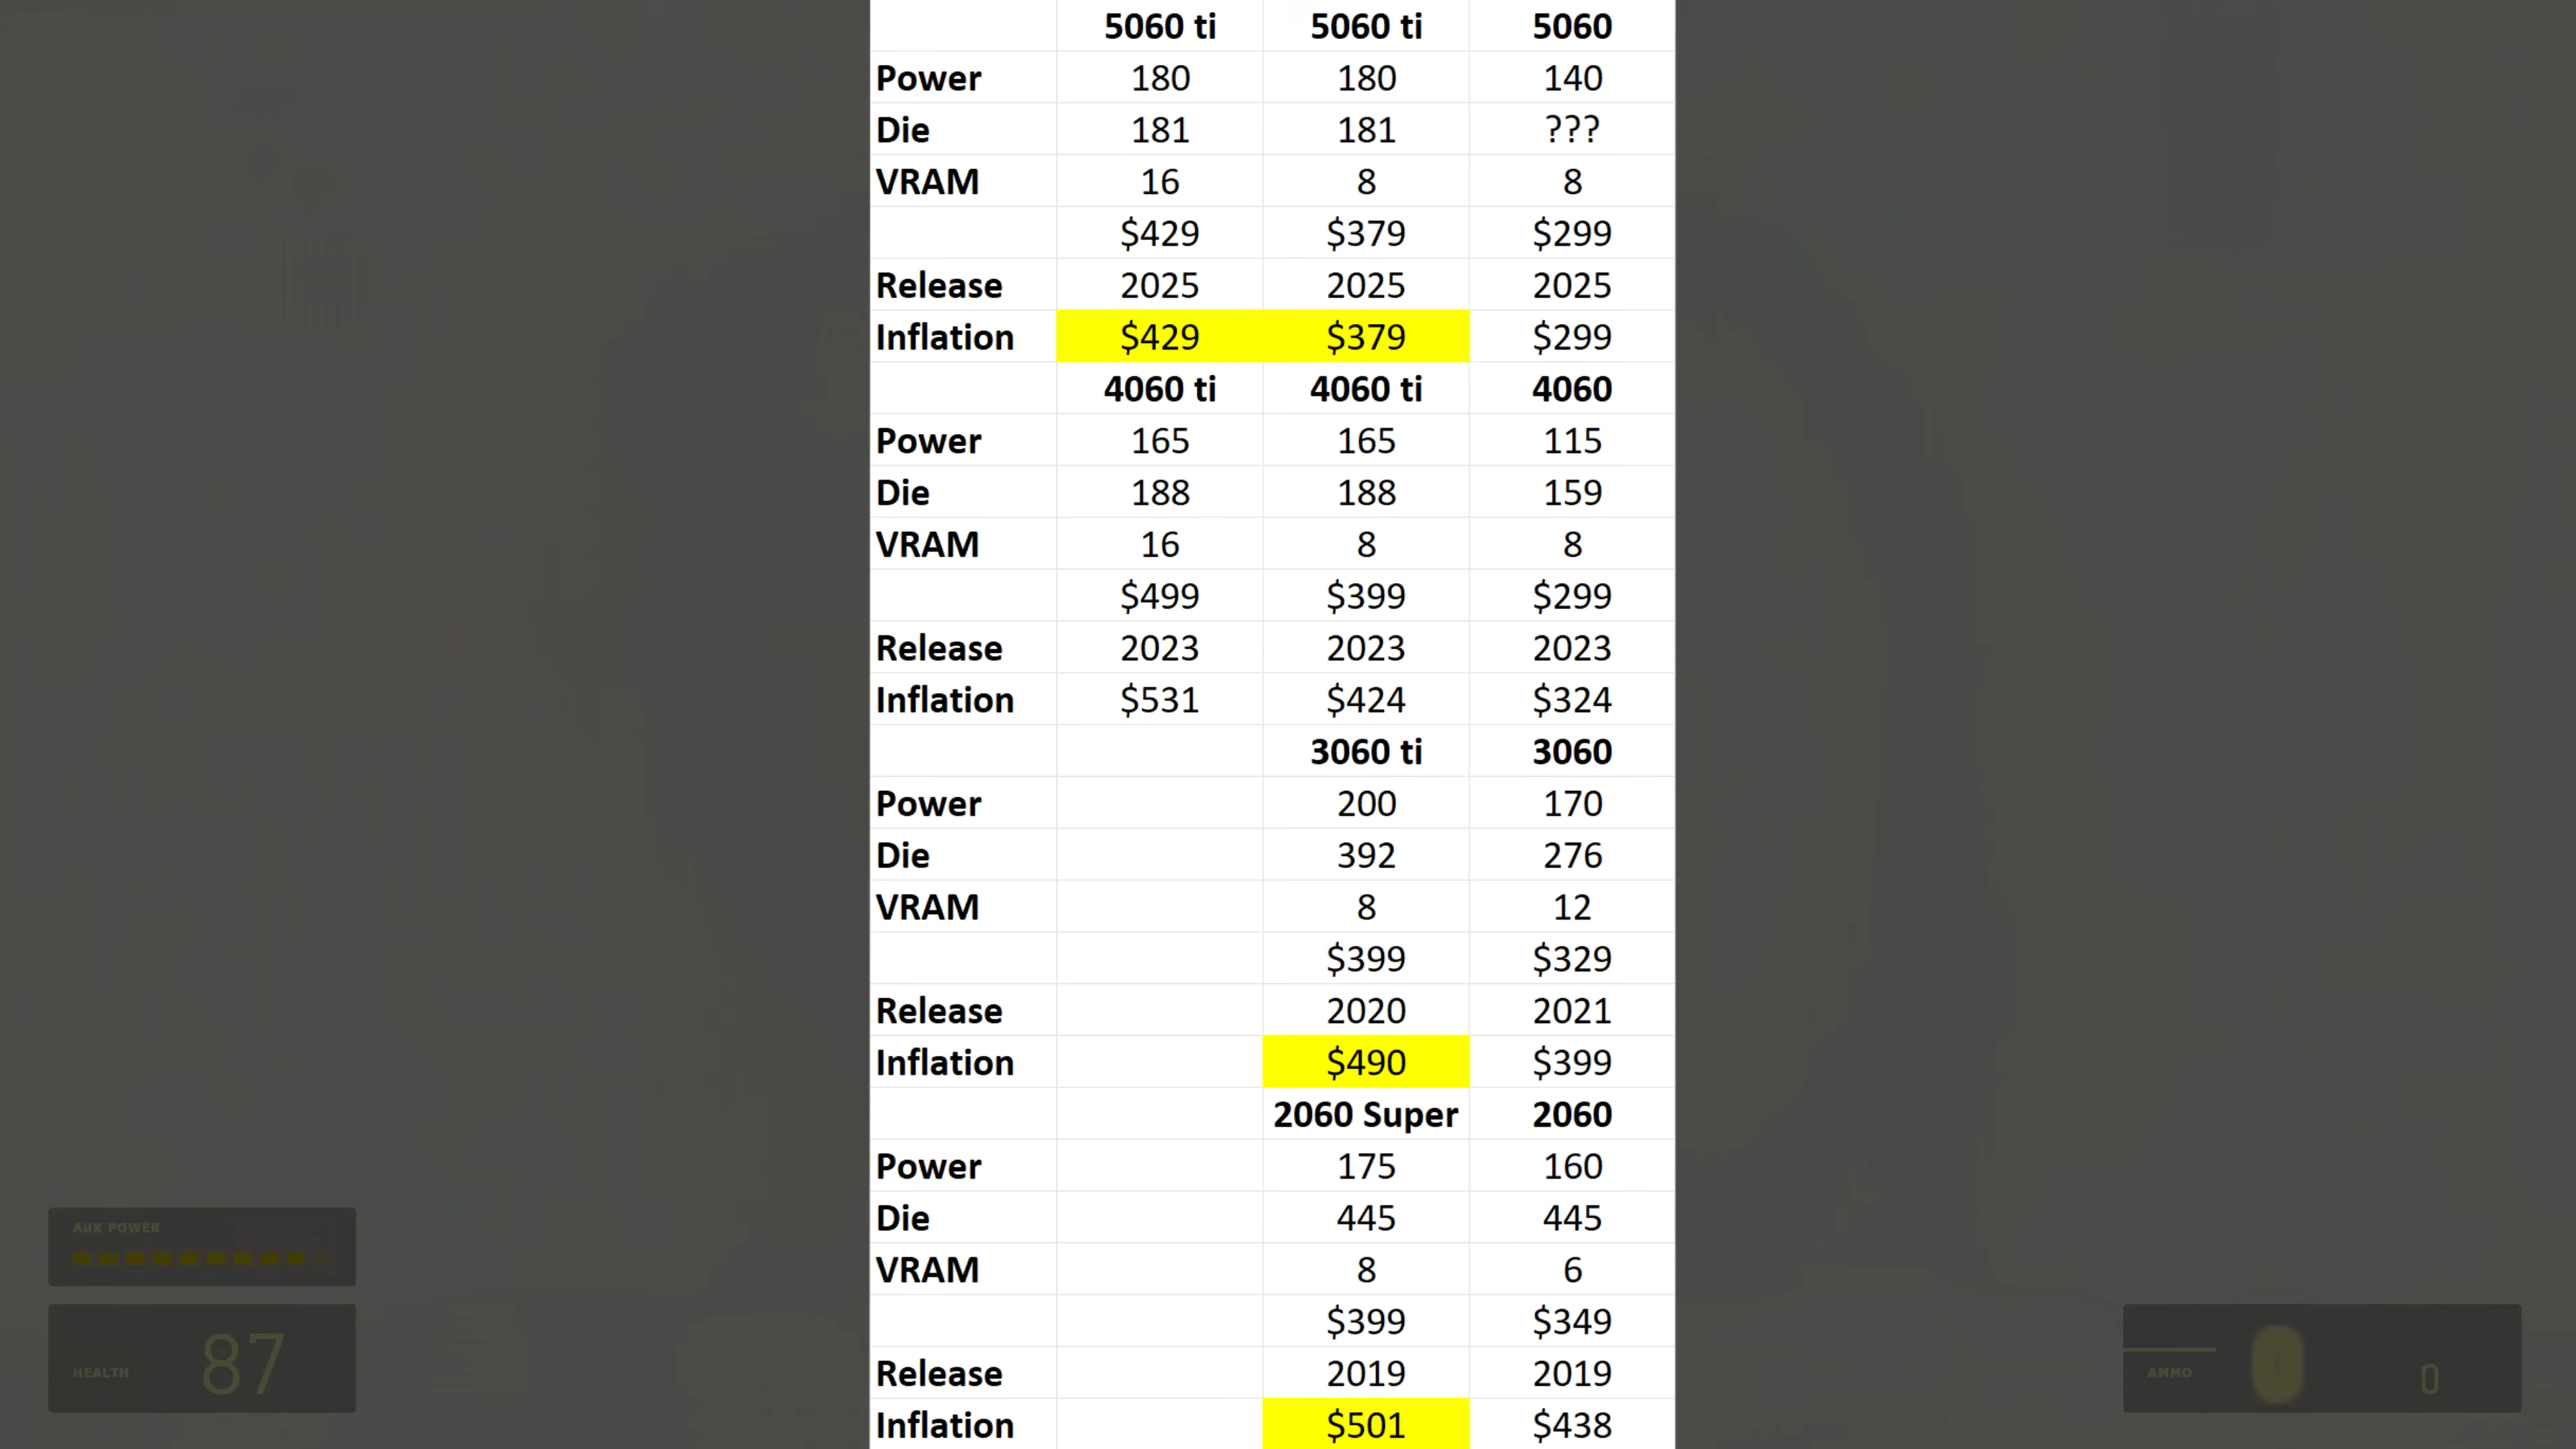 5060 ti 5060 ti 5060
Power 180 180 140
Die 181 181 ???
VRAM 16 8 8
$429 $379 $299
Release 2025 2025 2025
Inflation $429 $379 $299
4060 ti 4060 ti 4060
Power 165 165 115
Die 188 188 159
VRAM 16 8 8
$499 $399 $299
Release 2023 2023 2023
Inflation $531 $424 $324
3060 ti 3060
Power 200 170
Die 392 276
VRAM 8 12
$399 $329
Release 2020 2021
Inflation $490 $399
2060 Super 2060
Power 175 160
Die 445 445
VRAM 8 6
$399 $349
Release 2019 2019
Inflation $501 $438
AUX POWER
HEALTH 87
AMMO 0